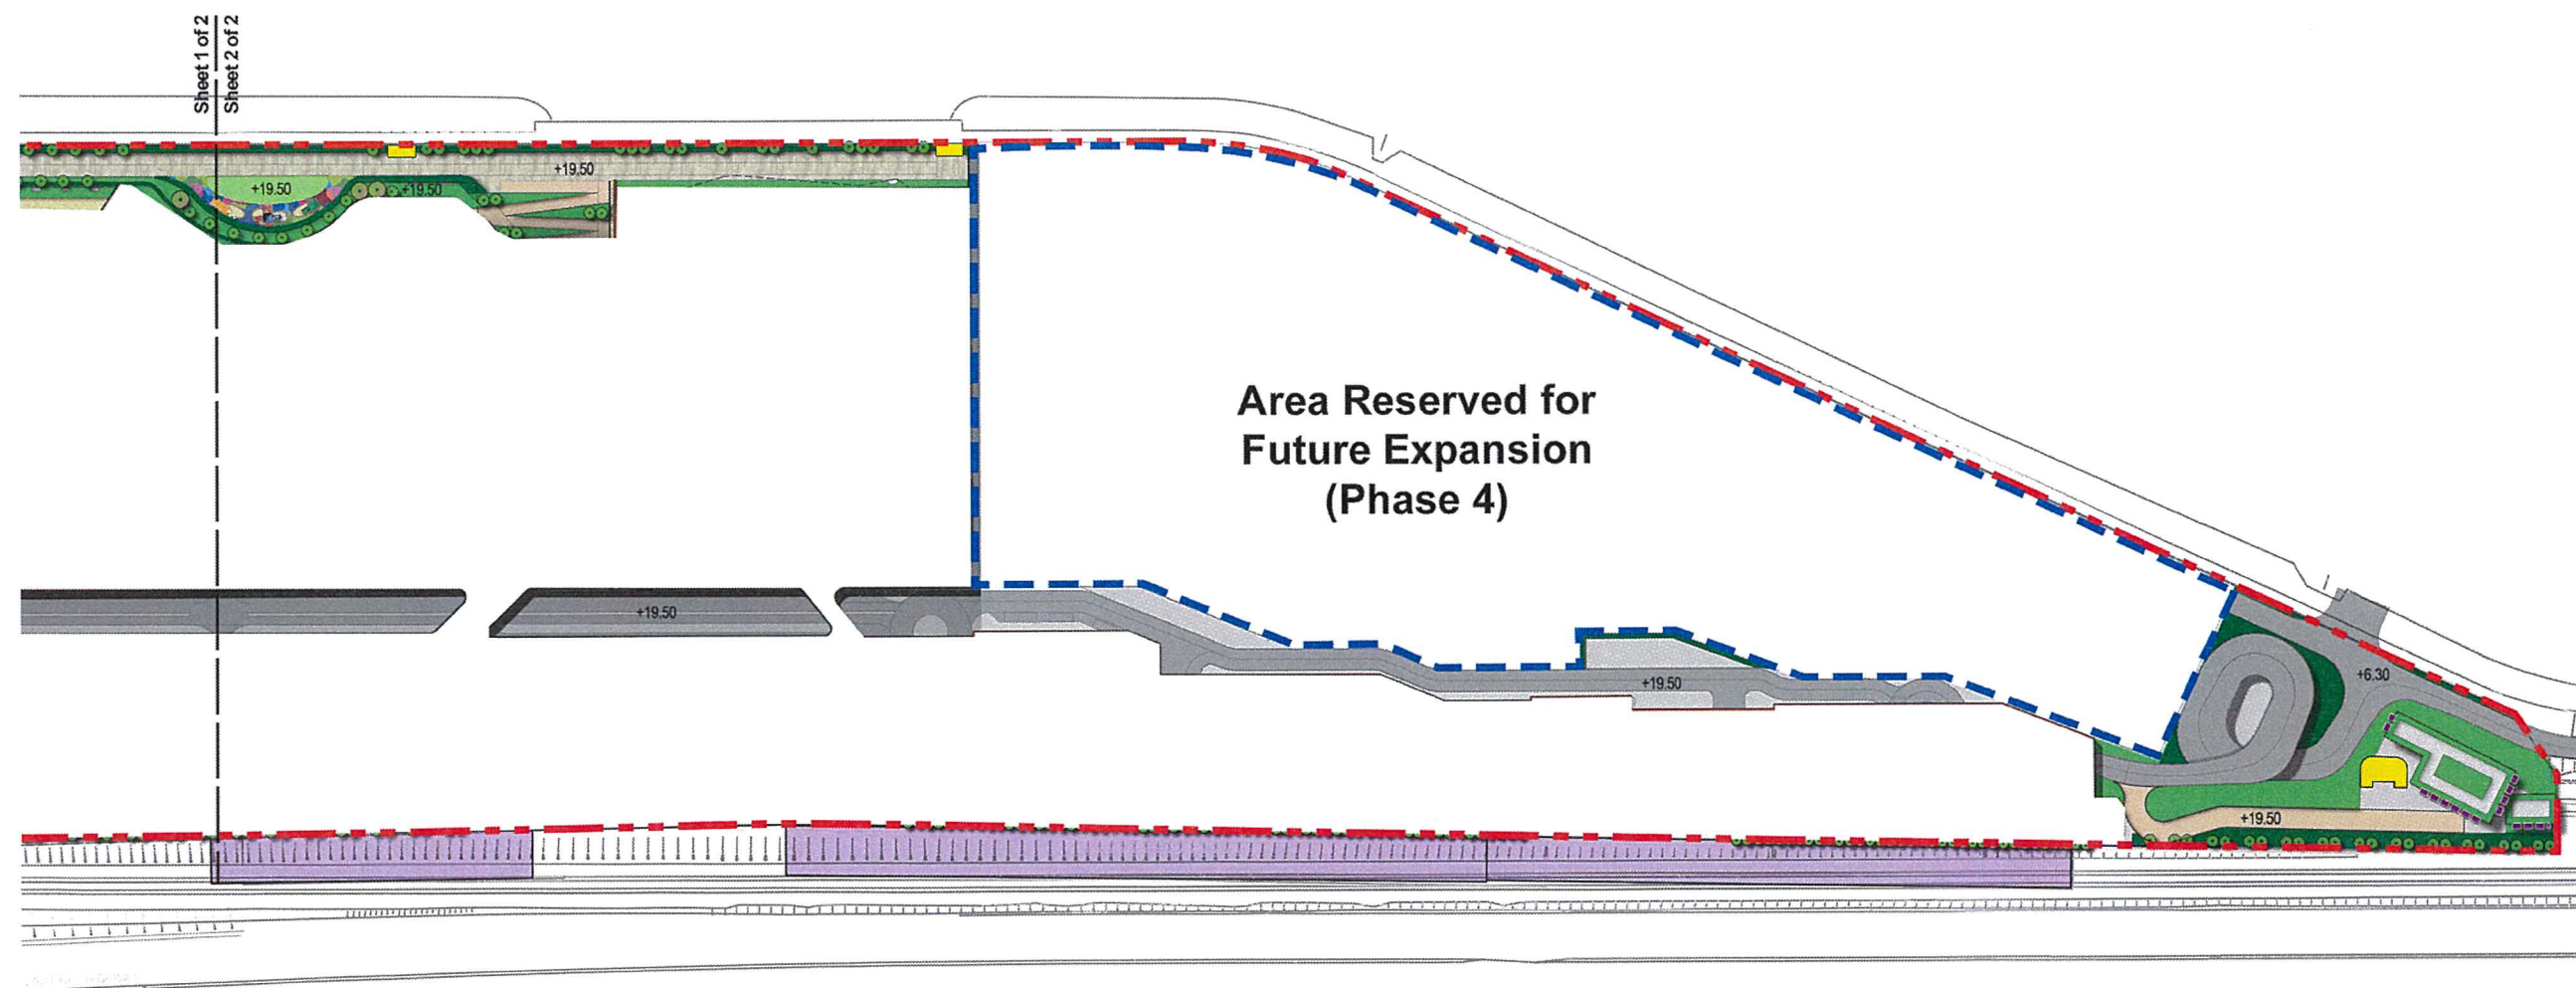 Sheet 1 of 2
Sheet 2 of 2
+19.50
+19.50
+19.50
Area Reserved for
Future Expansion
(Phase 4)
+19.50
+19.50
+6.30
+19.50